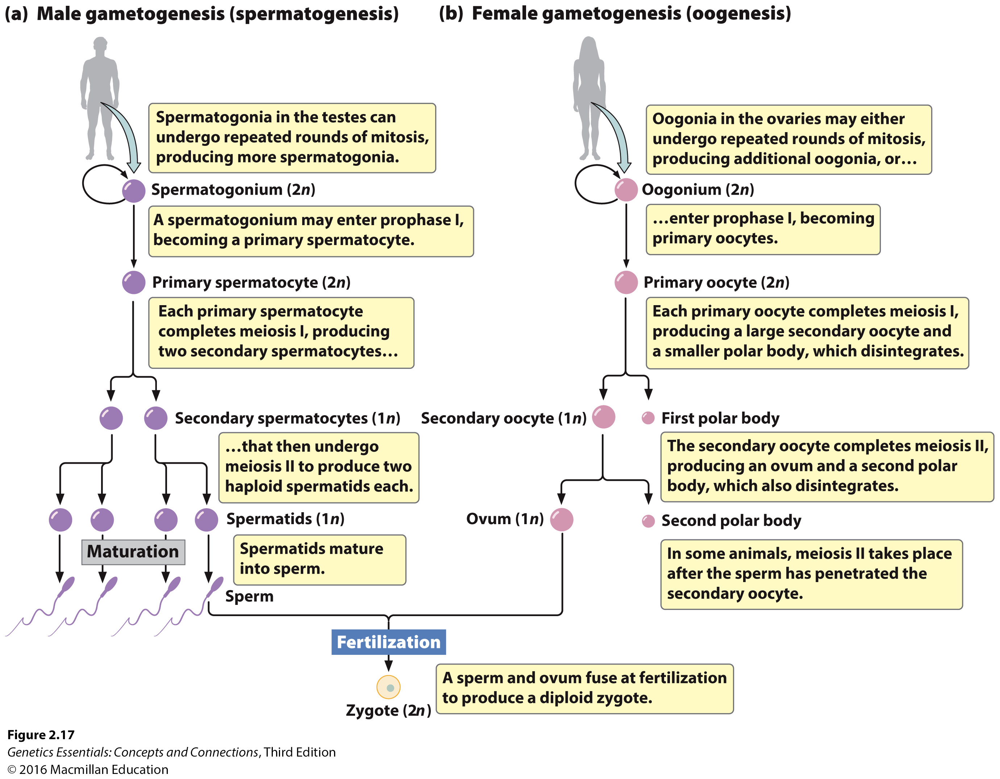 (a) Male gametogenesis (spermatogenesis)
Spermatogonia in the testes can
undergo repeated rounds of mitosis,
producing more spermatogonia.
Spermatogonium (2n)
A spermatogonium may enter prophase I,
becoming a primary spermatocyte.
Primary spermatocyte (2n)
Each primary spermatocyte
completes meiosis I, producing
two secondary spermatocytes…
Secondary spermatocytes (1n)
…that then undergo
meiosis II to produce two
haploid spermatids each.
Spermatids (1n)
Maturation
Spermatids mature
into sperm.
Sperm
(b) Female gametogenesis (oogenesis)
Oogonia in the ovaries may either
undergo repeated rounds of mitosis,
producing additional oogonia, or…
Oogonium (2n)
…enter prophase I, becoming
primary oocytes.
Primary oocyte (2n)
Each primary oocyte completes meiosis I,
producing a large secondary oocyte and
a smaller polar body, which disintegrates.
Secondary oocyte (1n)
First polar body
The secondary oocyte completes meiosis II,
producing an ovum and a second polar
body, which also disintegrates.
Ovum (1n)
Second polar body
In some animals, meiosis II takes place
after the sperm has penetrated the
secondary oocyte.
Fertilization
A sperm and ovum fuse at fertilization
to produce a diploid zygote.
Zygote (2n)
Figure 2.17
Genetics Essentials: Concepts and Connections, Third Edition
© 2016 Macmillan Education